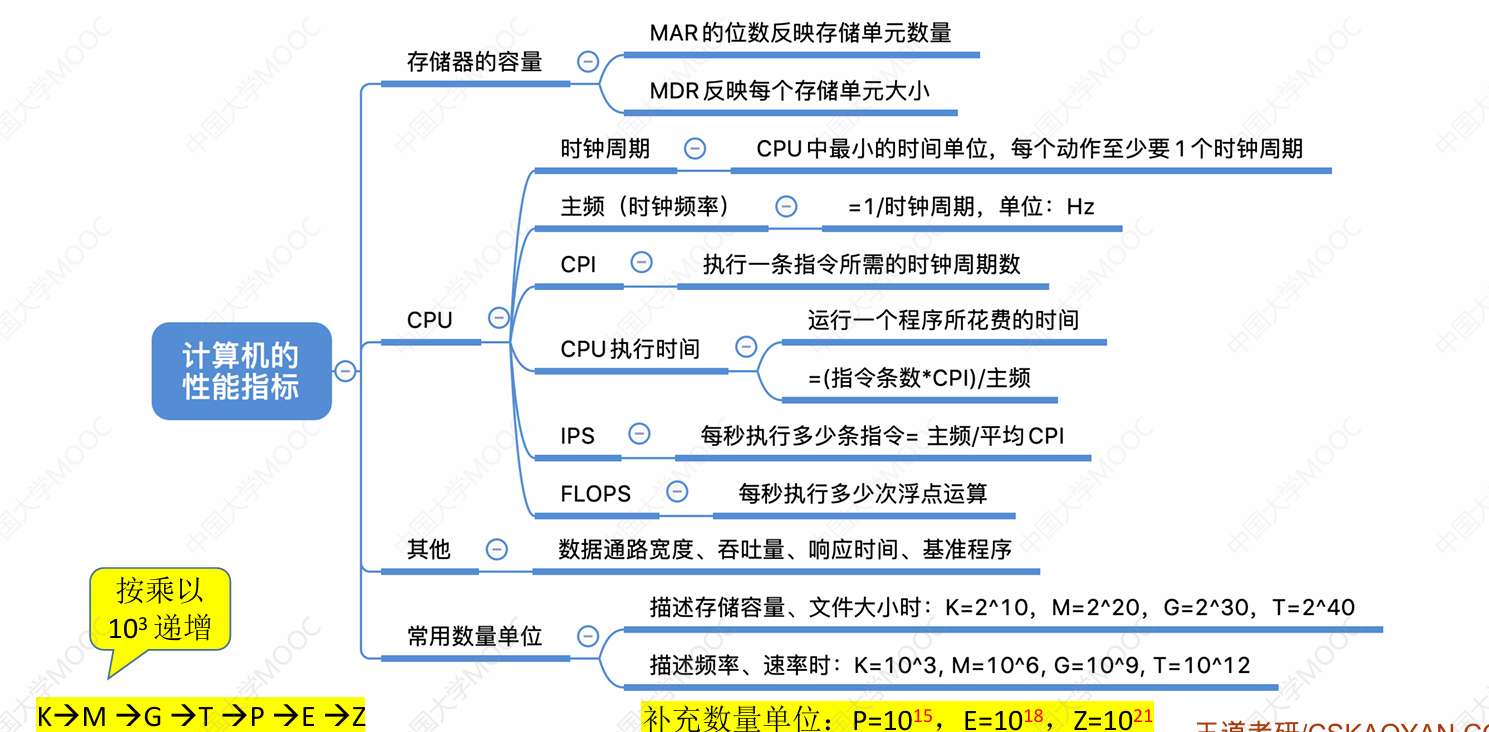 计算机的
性能指标
存储器的容量
MAR的位数反映存储单元数量
MDR反映每个存储单元大小
CPU
时钟周期
CPU中最小的时间单位，每个动作至少要1个时钟周期
主频（时钟频率）
=1/时钟周期，单位：Hz
CPI
执行一条指令所需的时钟周期数
CPU执行时间
运行一个程序所花费的时间
=(指令条数*CPI)/主频
IPS
每秒执行多少条指令= 主频/平均CPI
FLOPS
每秒执行多少次浮点运算
其他
数据通路宽度、吞吐量、响应时间、基准程序
常用数量单位
描述存储容量、文件大小时：K=2^10，M=2^20，G=2^30，T=2^40
描述频率、速率时：K=10^3, M=10^6, G=10^9, T=10^12
按乘以
10³ 递增
K→M →G →T →P →E →Z
补充数量单位：P=10¹⁵，E=10¹⁸，Z=10²¹
王道考研/CSKAOYAN.CO
中国大学MOOC